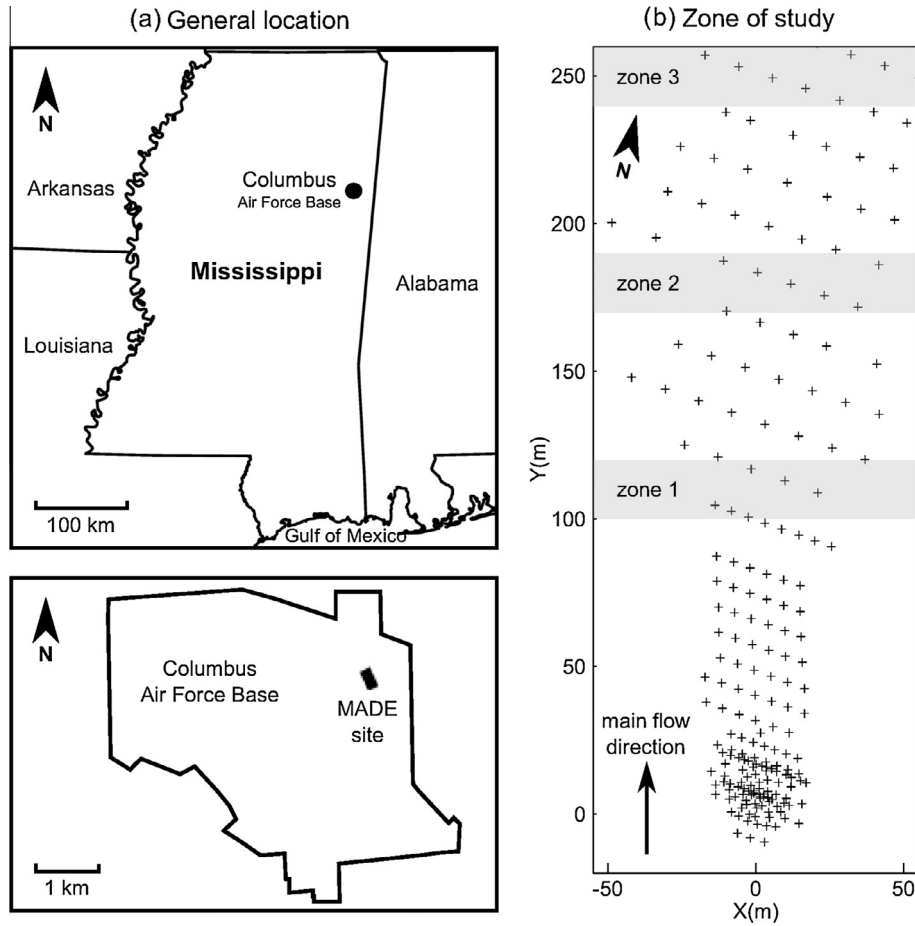 (a) General location
N
Arkansas
Columbus
Air Force Base
Mississippi
Alabama
Louisiana
100 km
Gulf of Mexico
N
Columbus
Air Force Base
MADE
site
1 km
(b) Zone of study
250
zone 3
N
200
zone 2
150
Y(m)
zone 1
100
50
main flow
direction
0
-50
0
50
X(m)